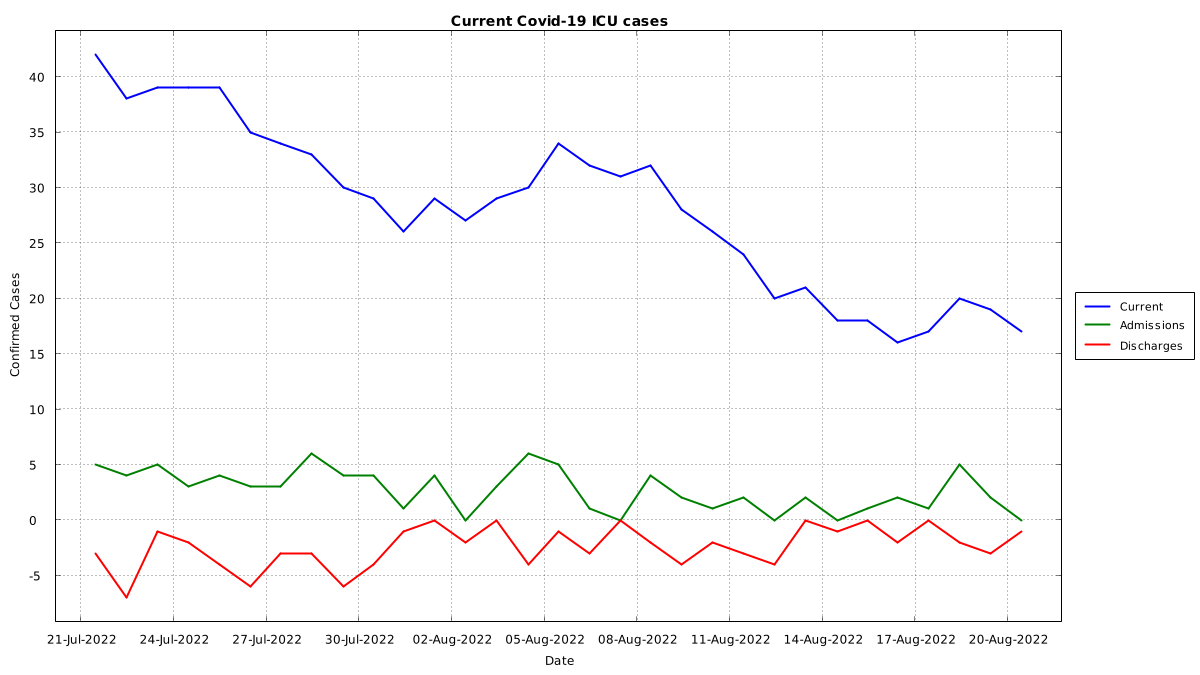 Current Covid-19 ICU cases
40
35
30
25
20
15
10
5
0
-5
Confirmed Cases
21-Jul-2022 24-Jul-2022 27-Jul-2022 30-Jul-2022 02-Aug-2022 05-Aug-2022 08-Aug-2022 11-Aug-2022 14-Aug-2022 17-Aug-2022 20-Aug-2022
Date
Current
Admissions
Discharges